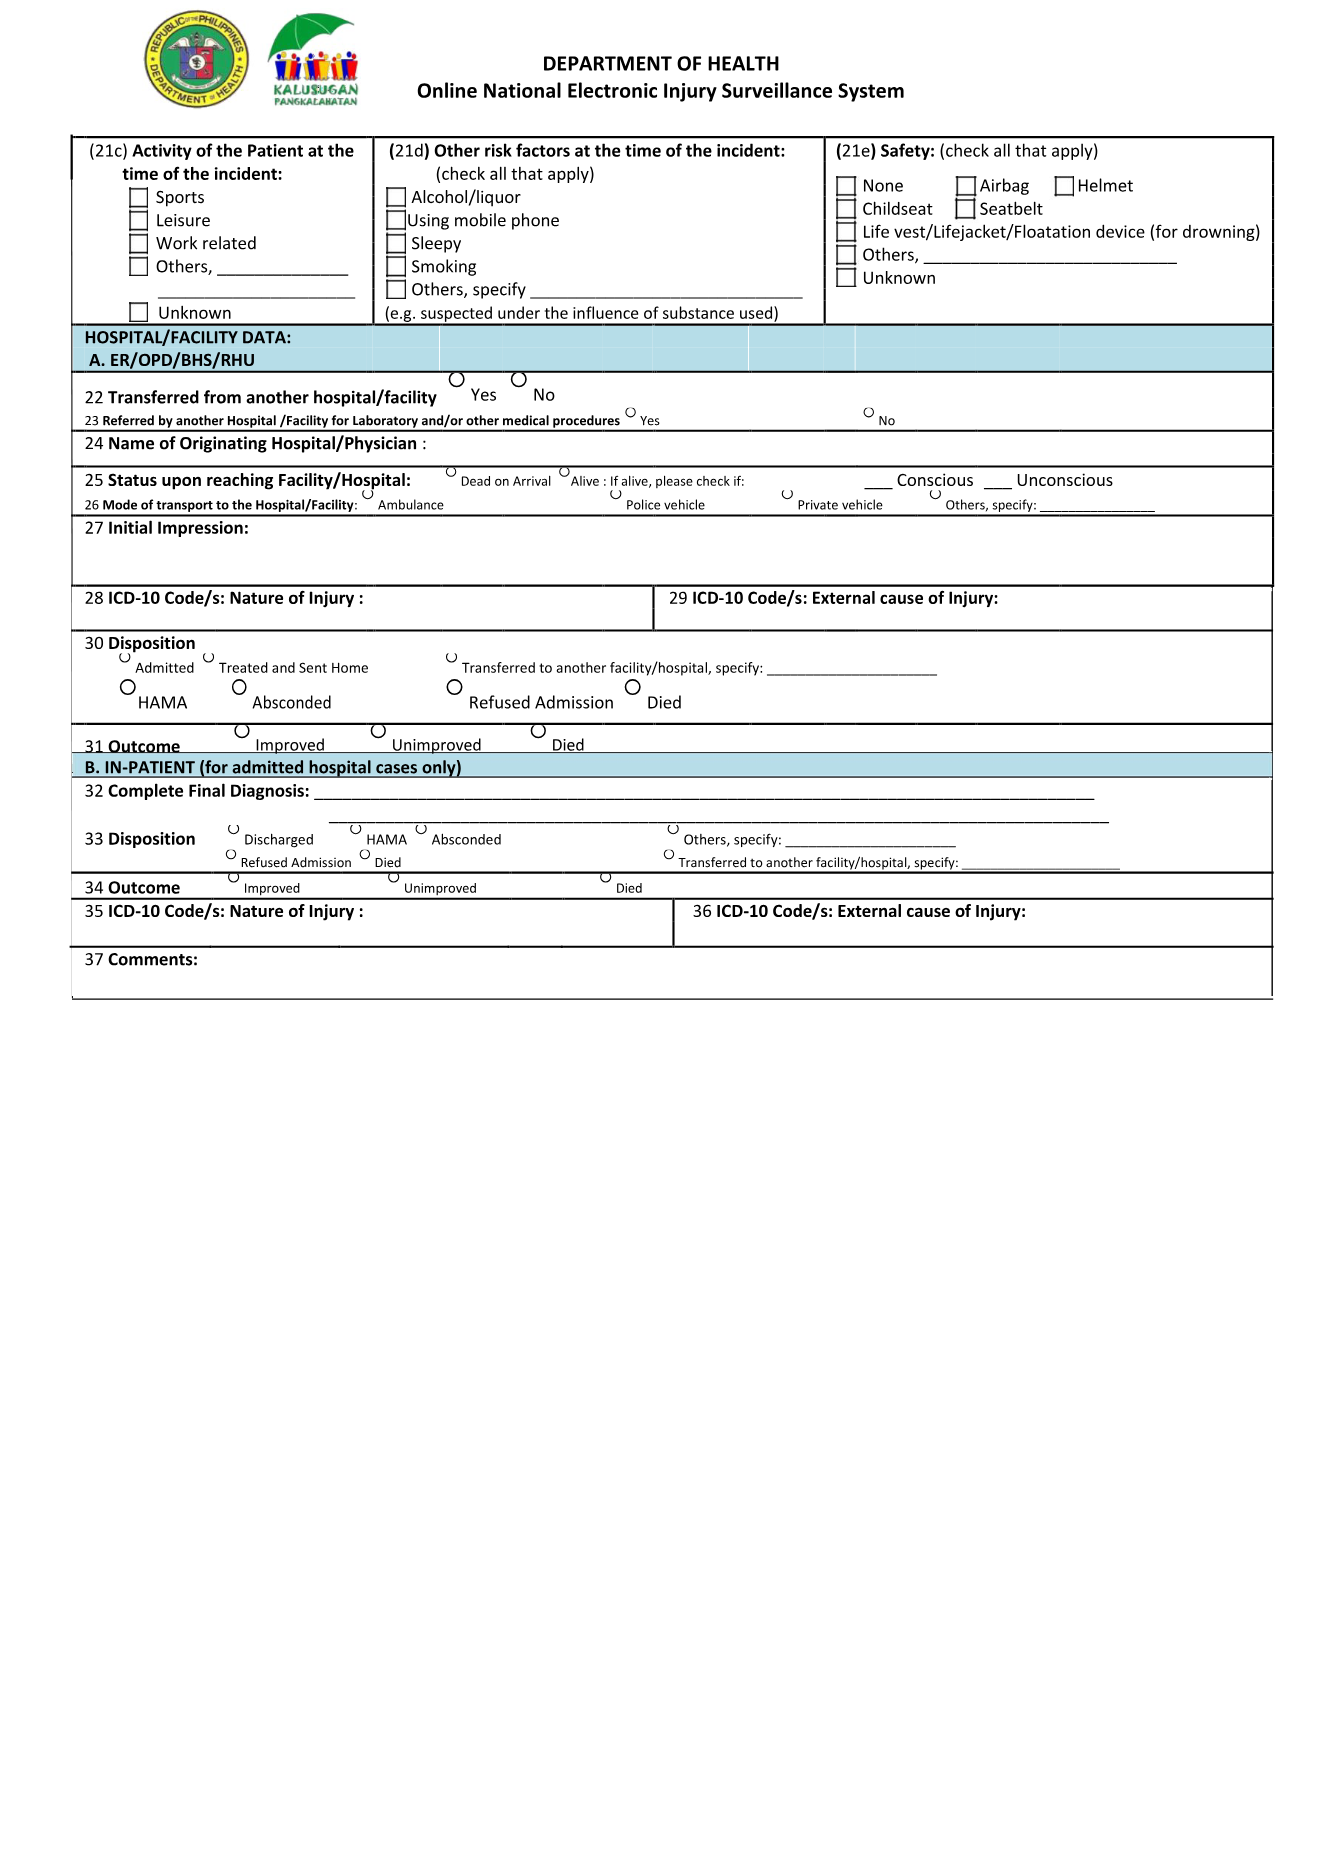 REPUBLIC OF THE PHILIPPINES
DEPARTMENT OF HEALTH
KALUSUGAN
PANGKALAHATAN
DEPARTMENT OF HEALTH
Online National Electronic Injury Surveillance System
(21c) Activity of the Patient at the
time of the incident:
Sports
Leisure
Work related
Others, ______________
_____________________
Unknown
(21d) Other risk factors at the time of the incident:
(check all that apply)
Alcohol/liquor
Using mobile phone
Sleepy
Smoking
Others, specify _____________________________
(e.g. suspected under the influence of substance used)
(21e) Safety: (check all that apply)
None Airbag Helmet
Childseat Seatbelt
Life vest/Lifejacket/Floatation device (for drowning)
Others, ___________________________
Unknown
HOSPITAL/FACILITY DATA:
A. ER/OPD/BHS/RHU
22 Transferred from another hospital/facility Yes No
23 Referred by another Hospital /Facility for Laboratory and/or other medical procedures Yes No
24 Name of Originating Hospital/Physician :
25 Status upon reaching Facility/Hospital: Dead on Arrival Alive : If alive, please check if: ___ Conscious ___ Unconscious
26 Mode of transport to the Hospital/Facility: Ambulance Police vehicle Private vehicle Others, specify: ________________
27 Initial Impression:
28 ICD-10 Code/s: Nature of Injury :
29 ICD-10 Code/s: External cause of Injury:
30 Disposition
Admitted Treated and Sent Home Transferred to another facility/hospital, specify: ______________________
HAMA Absconded Refused Admission Died
31 Outcome Improved Unimproved Died
B. IN-PATIENT (for admitted hospital cases only)
32 Complete Final Diagnosis: ____________________________________________________________________
____________________________________________________________________
33 Disposition Discharged HAMA Absconded Others, specify: ______________________
Refused Admission Died Transferred to another facility/hospital, specify: ______________________
34 Outcome Improved Unimproved Died
35 ICD-10 Code/s: Nature of Injury :
36 ICD-10 Code/s: External cause of Injury:
37 Comments: